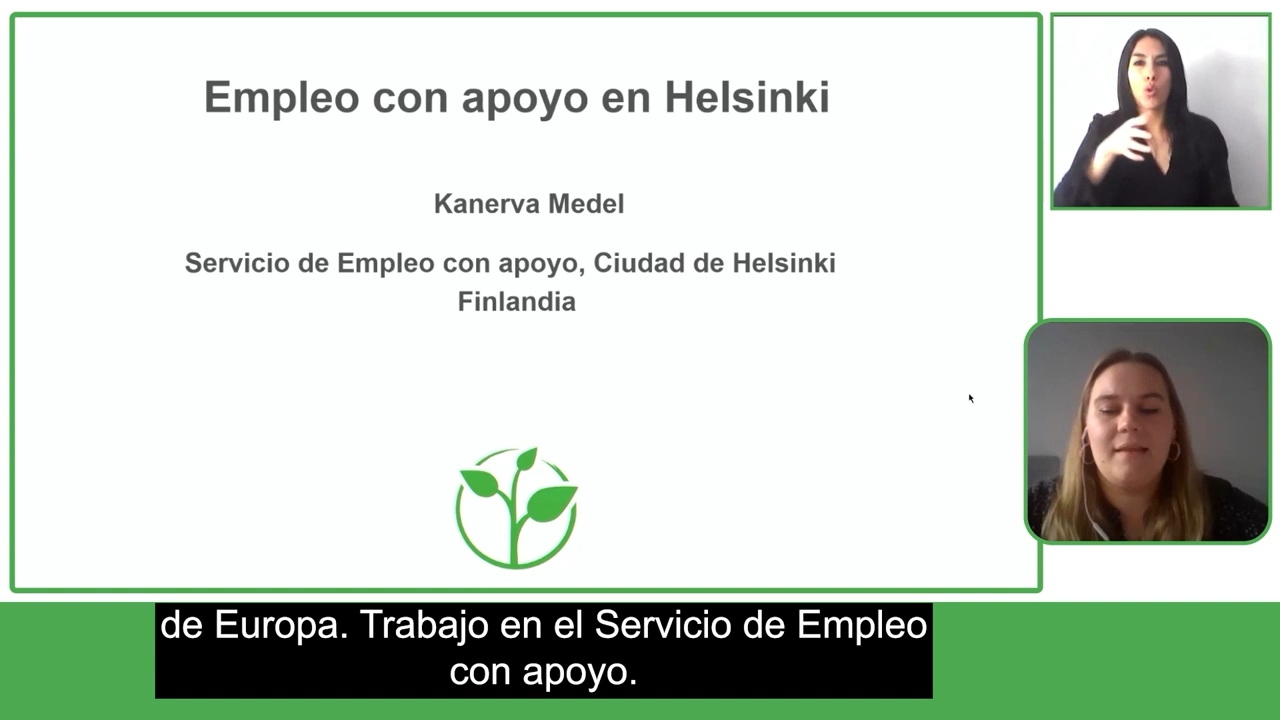 Empleo con apoyo en Helsinki
Kanerva Medel
Servicio de Empleo con apoyo, Ciudad de Helsinki
Finlandia
de Europa. Trabajo en el Servicio de Empleo
con apoyo.